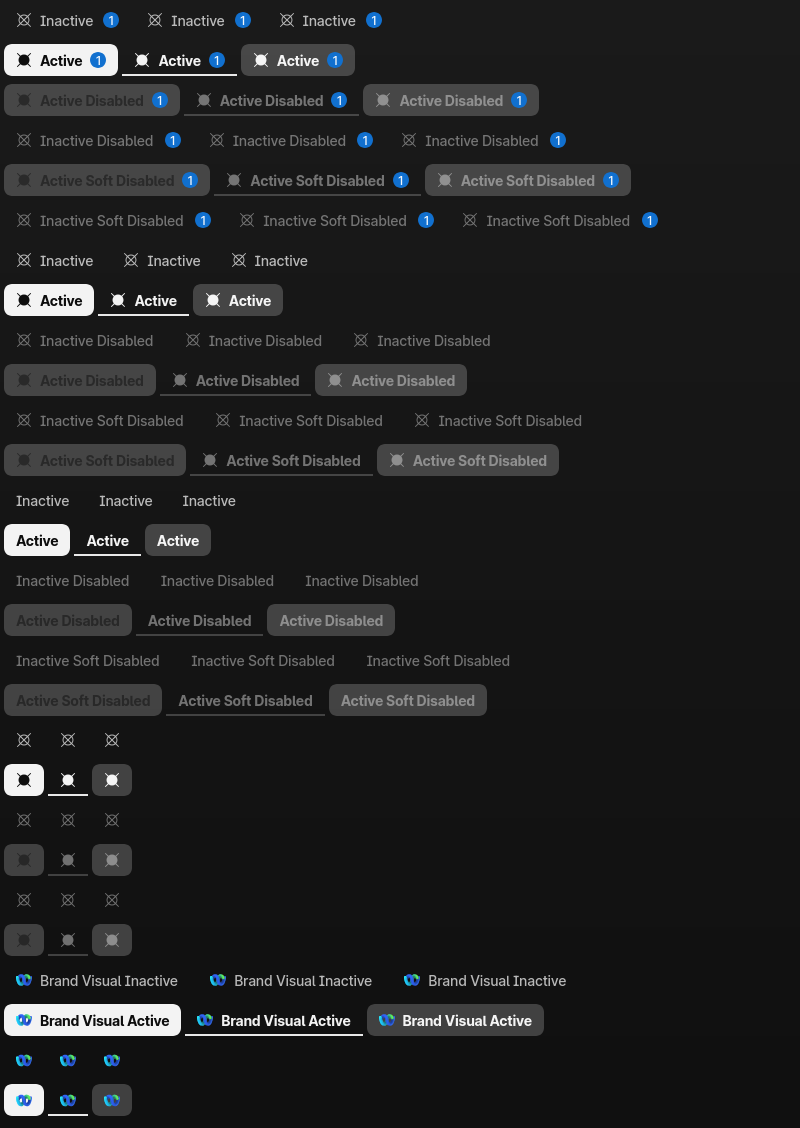 Inactive 1 Inactive 1 Inactive 1
Active 1 Active 1 Active 1
Active Disabled 1 Active Disabled 1 Active Disabled 1
Inactive Disabled 1 Inactive Disabled 1 Inactive Disabled 1
Active Soft Disabled 1 Active Soft Disabled 1 Active Soft Disabled 1
Inactive Soft Disabled 1 Inactive Soft Disabled 1 Inactive Soft Disabled 1
Inactive Inactive Inactive
Active Active Active
Inactive Disabled Inactive Disabled Inactive Disabled
Active Disabled Active Disabled Active Disabled
Inactive Soft Disabled Inactive Soft Disabled Inactive Soft Disabled
Active Soft Disabled Active Soft Disabled Active Soft Disabled
Inactive Inactive Inactive
Active Active Active
Inactive Disabled Inactive Disabled Inactive Disabled
Active Disabled Active Disabled Active Disabled
Inactive Soft Disabled Inactive Soft Disabled Inactive Soft Disabled
Active Soft Disabled Active Soft Disabled Active Soft Disabled
Brand Visual Inactive Brand Visual Inactive Brand Visual Inactive
Brand Visual Active Brand Visual Active Brand Visual Active